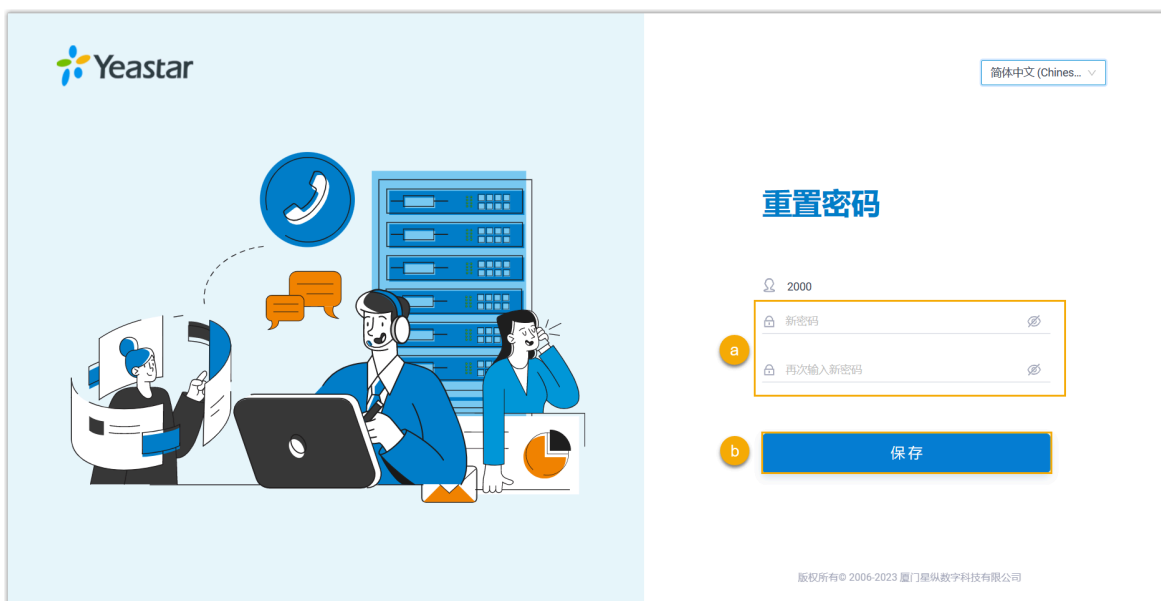 Yeastar
简体中文 (Chines...
重置密码
2000
新密码
a
再次输入新密码
b
保存
版权所有© 2006-2023 厦门星纵数字科技有限公司